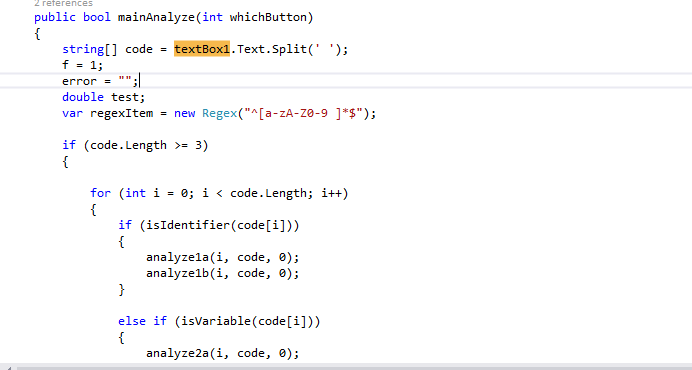 2 references
public bool mainAnalyze(int whichButton)
{
string[] code = textBox1.Text.Split(' ');
f = 1;
error = "";
double test;
var regexItem = new Regex("^[a-zA-Z0-9 ]*$");
if (code.Length >= 3)
{
for (int i = 0; i < code.Length; i++)
{
if (isIdentifier(code[i]))
{
analyze1a(i, code, 0);
analyze1b(i, code, 0);
}
else if (isVariable(code[i]))
{
analyze2a(i, code, 0);